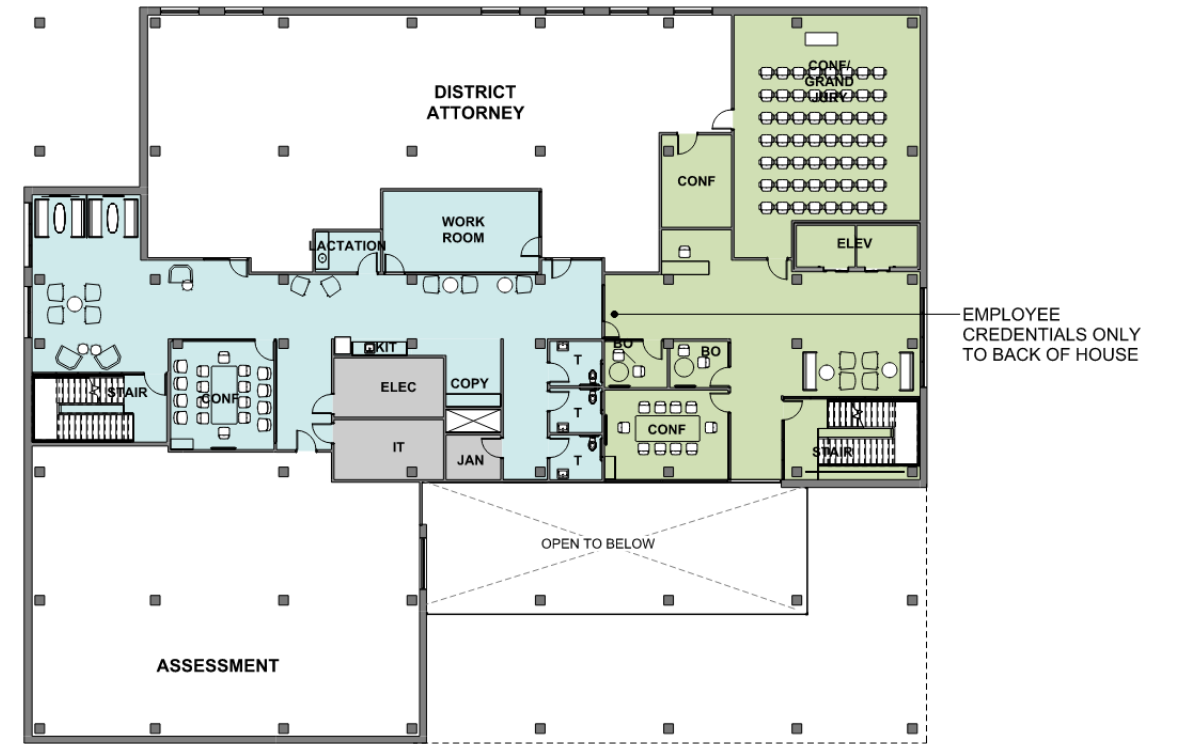 DISTRICT
ATTORNEY
CONF/
GRAND
JURY
CONF
WORK
ROOM
LACTATION
ELEV
EMPLOYEE
CREDENTIALS ONLY
TO BACK OF HOUSE
KIT
BO
BO
STAIR
CONF
ELEC
COPY
T
T
CONF
IT
JAN
T
STAIR
OPEN TO BELOW
ASSESSMENT